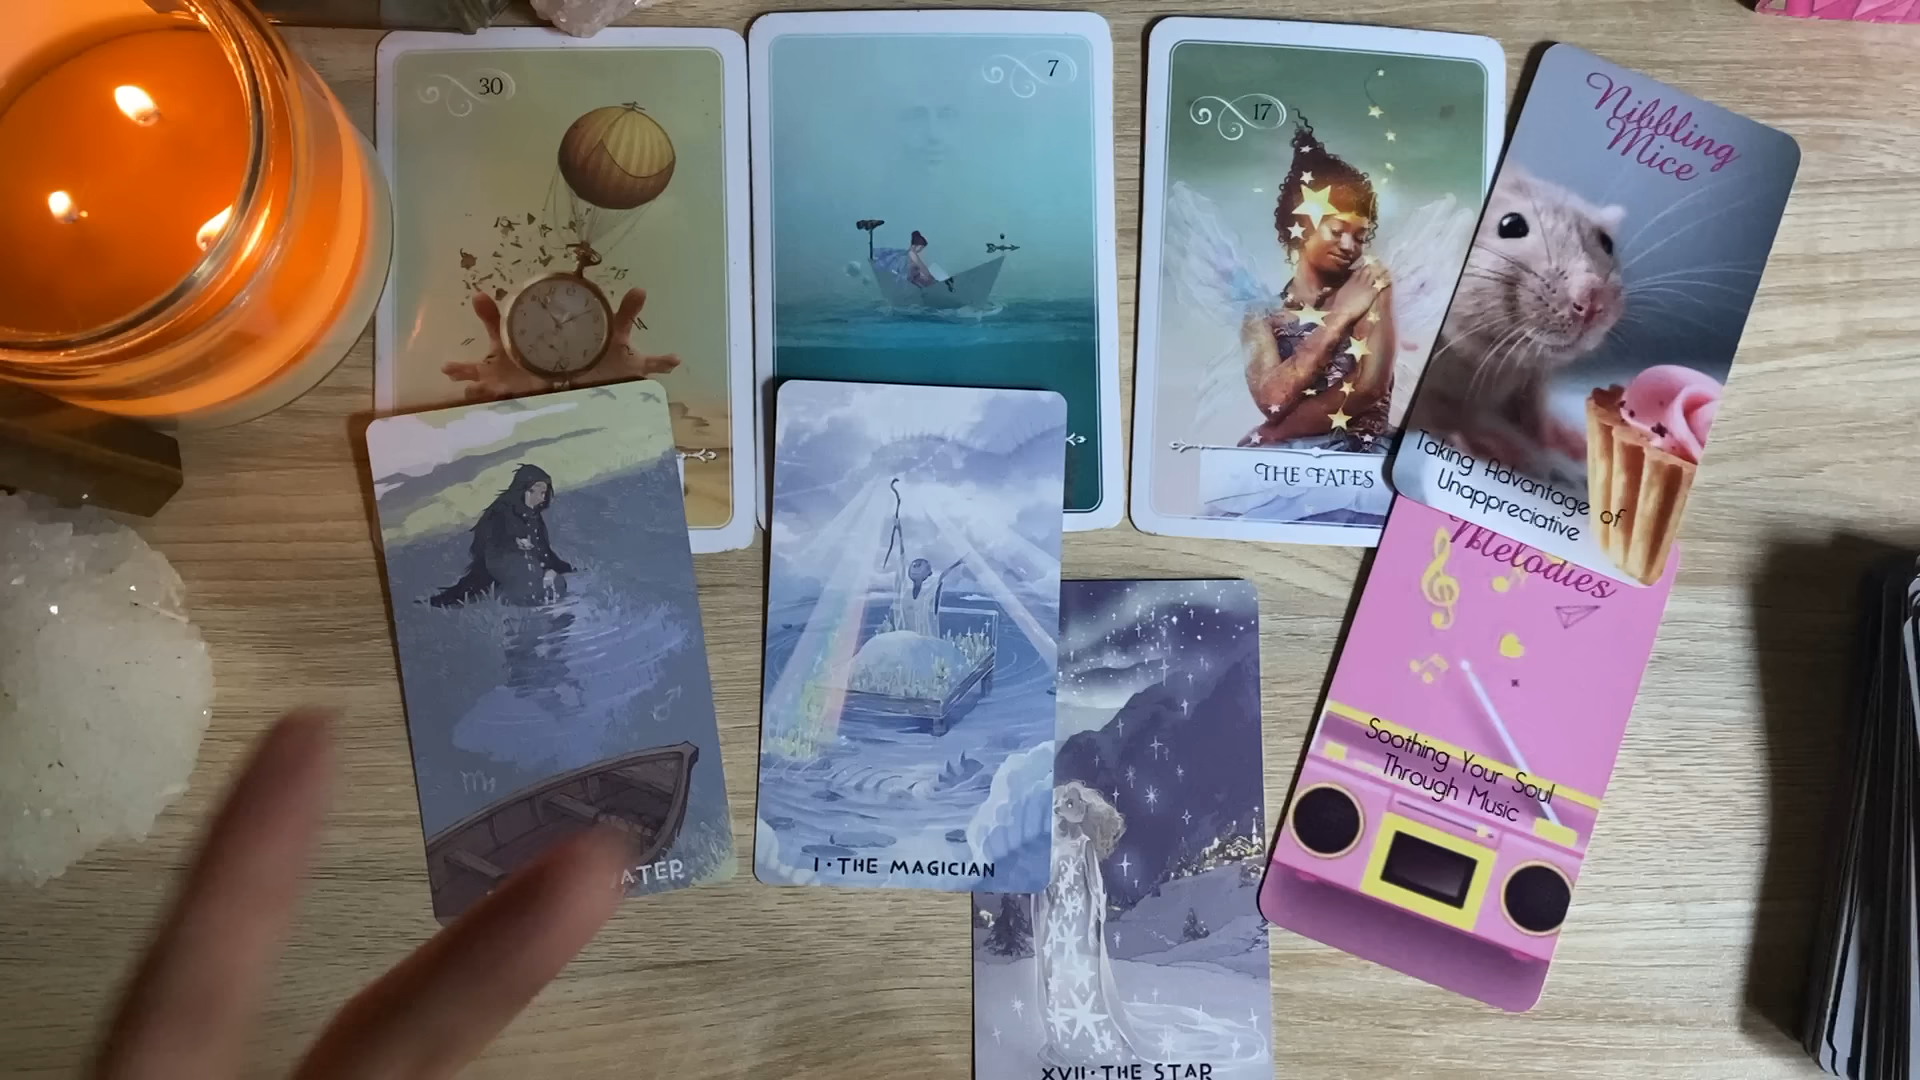 30
7
17
THE FATES
Nibbling
Mice
Taking Advantage of
Unappreciative
Melodies
Soothing Your Soul
Through Music
I · THE MAGICIAN
XVII · THE STAR